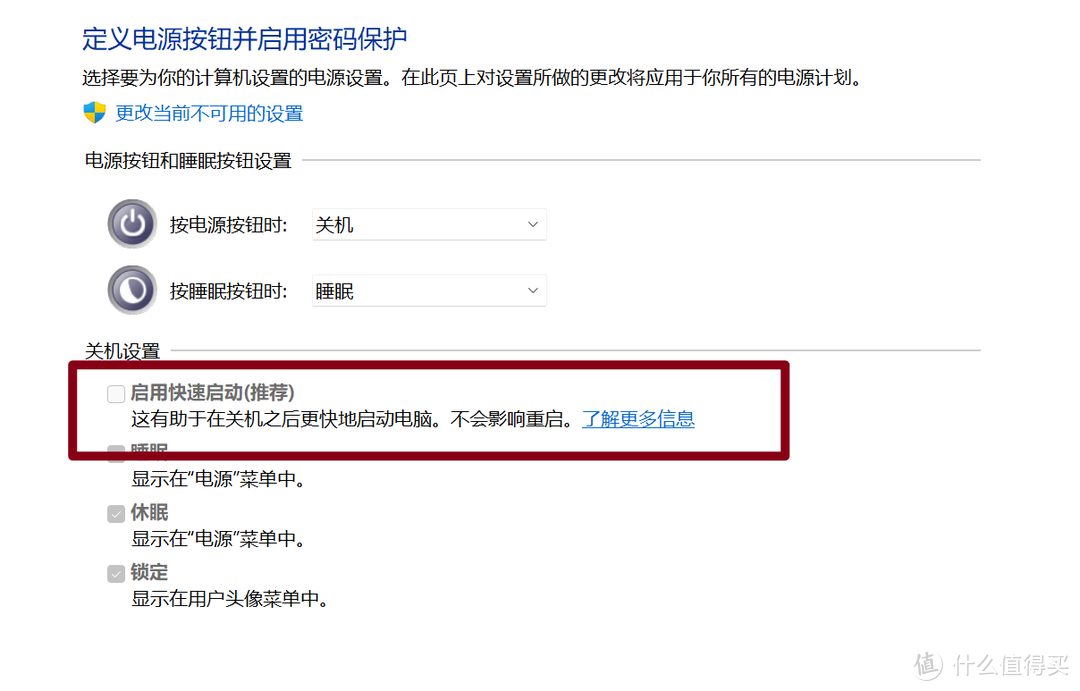 定义电源按钮并启用密码保护
选择要为你的计算机设置的电源设置。在此页上对设置所做的更改将应用于你所有的电源计划。
更改当前不可用的设置
电源按钮和睡眠按钮设置
按电源按钮时: 关机
按睡眠按钮时: 睡眠
关机设置
启用快速启动(推荐)
这有助于在关机之后更快地启动电脑。不会影响重启。了解更多信息
睡眠
显示在“电源”菜单中。
休眠
显示在“电源”菜单中。
锁定
显示在用户头像菜单中。
值 什么值得买